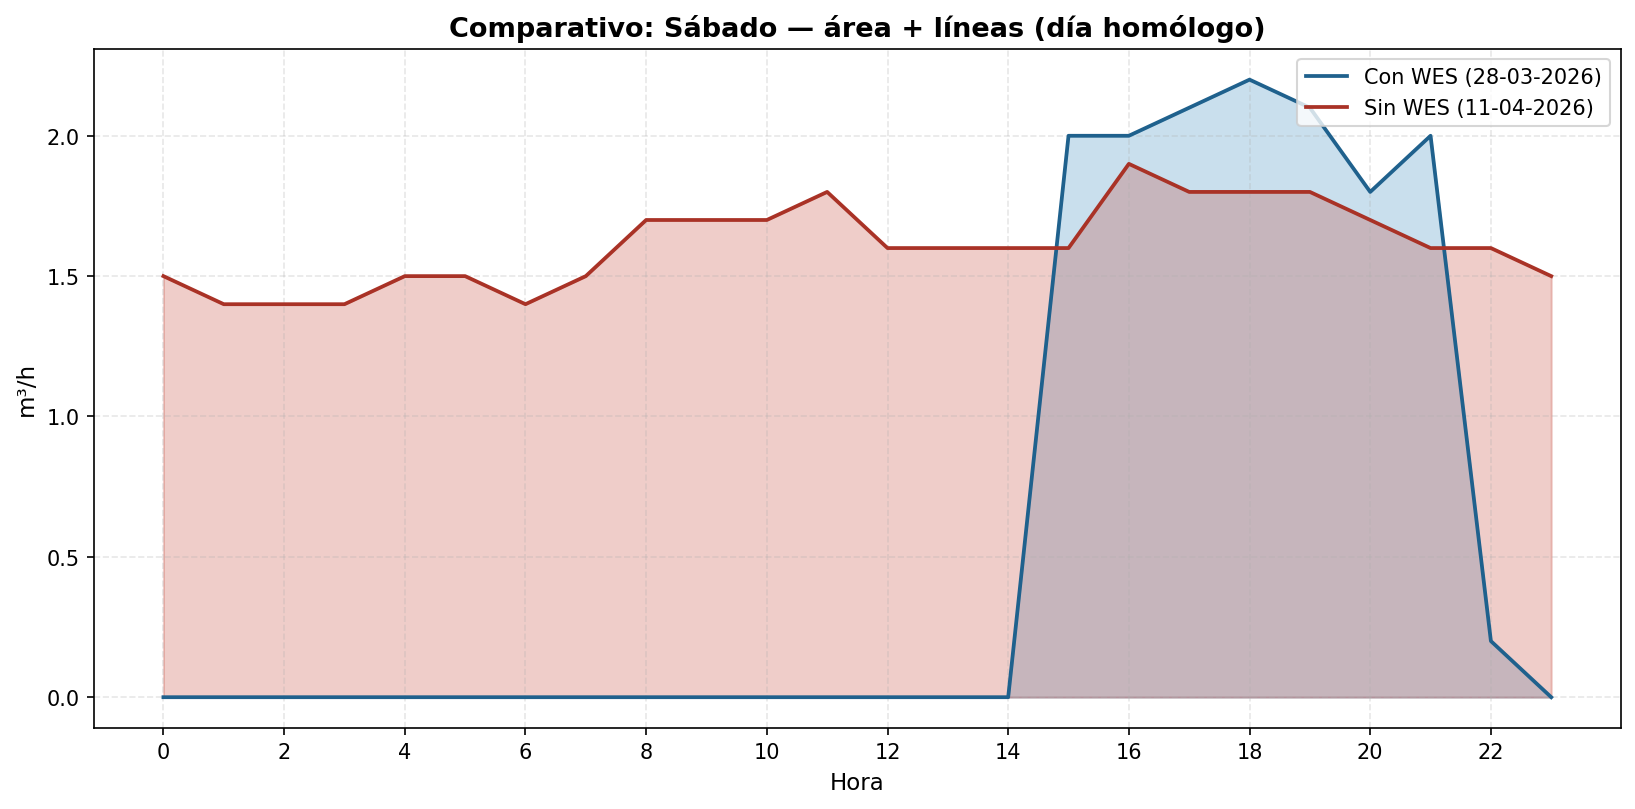 Comparativo: Sábado — área + líneas (día homólogo)
Con WES (28-03-2026)
Sin WES (11-04-2026)
2.0
1.5
1.0
0.5
0.0
m³/h
0 2 4 6 8 10 12 14 16 18 20 22
Hora